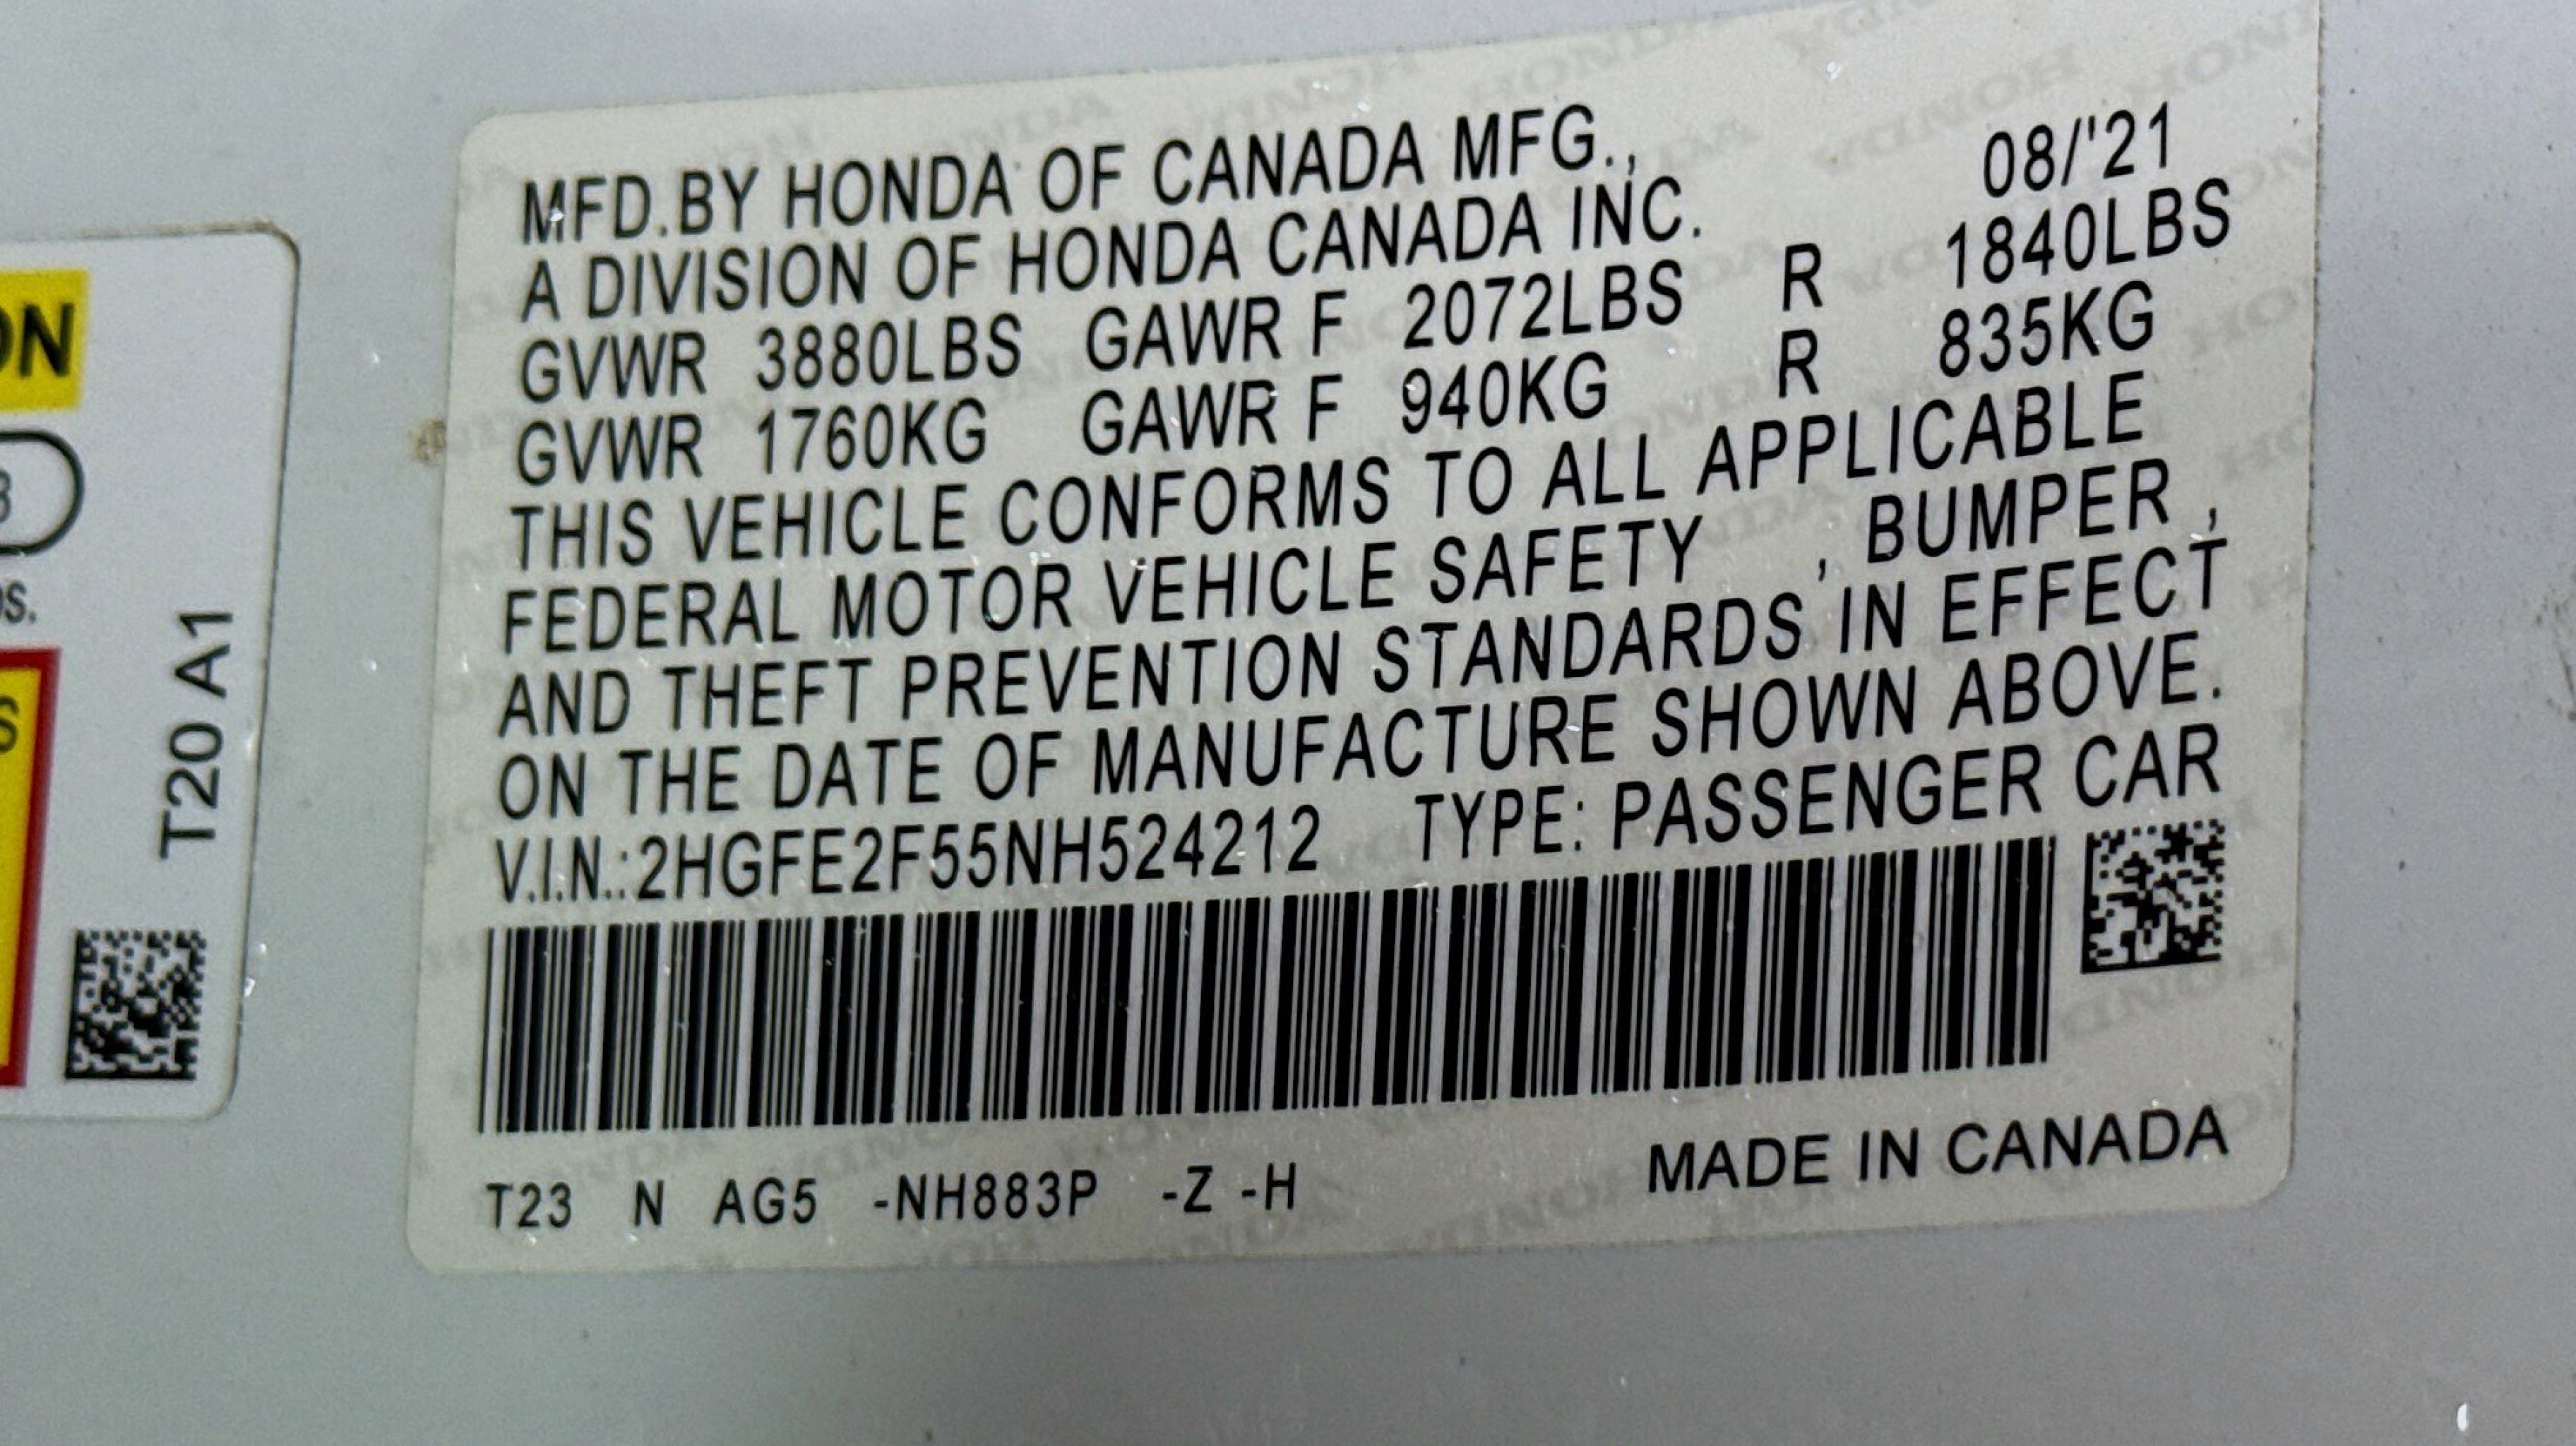 MFD.BY HONDA OF CANADA MFG., 08/'21
A DIVISION OF HONDA CANADA INC.
GVWR 3880LBS GAWR F 2072LBS R 1840LBS
GVWR 1760KG GAWR F 940KG R 835KG
THIS VEHICLE CONFORMS TO ALL APPLICABLE
FEDERAL MOTOR VEHICLE SAFETY , BUMPER ,
AND THEFT PREVENTION STANDARDS IN EFFECT
ON THE DATE OF MANUFACTURE SHOWN ABOVE.
V.I.N.:2HGFE2F55NH524212 TYPE: PASSENGER CAR
T23 N AG5 -NH883P -Z -H
MADE IN CANADA
T20 A1